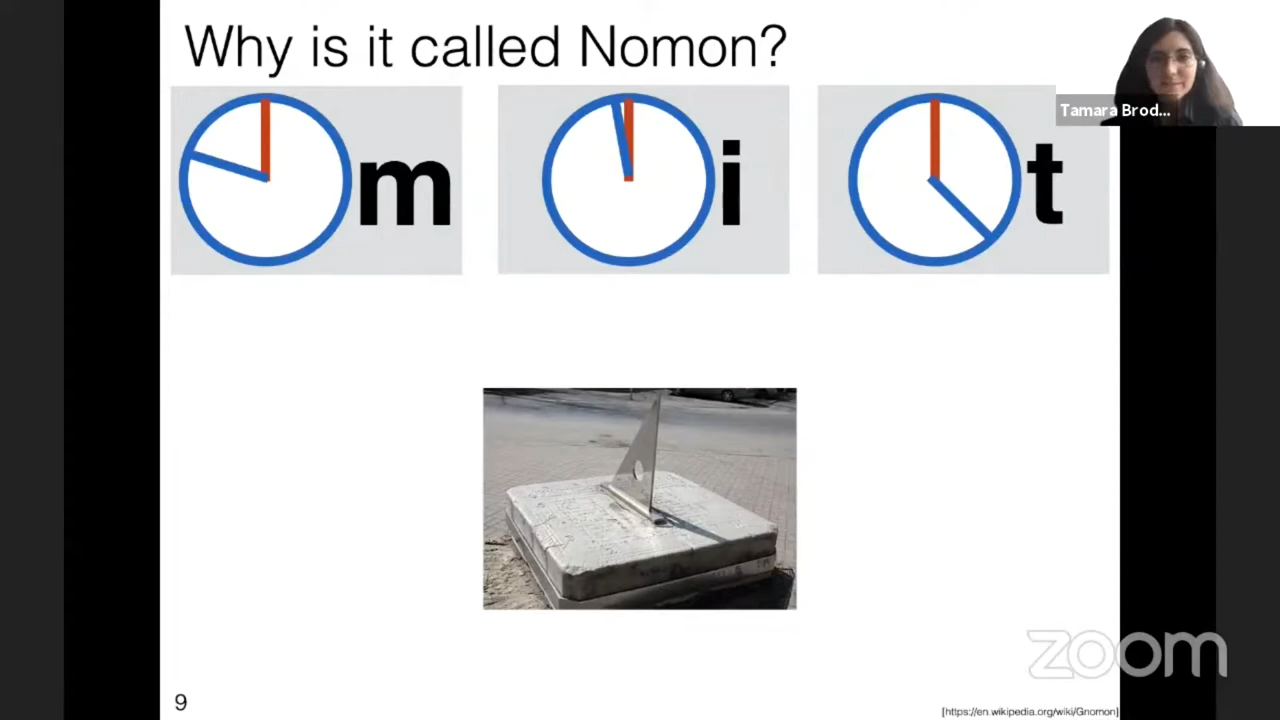 Why is it called Nomon?
Tamara Brod...
m
i
t
zoom
9
[https://en.wikipedia.org/wiki/Gnomon]